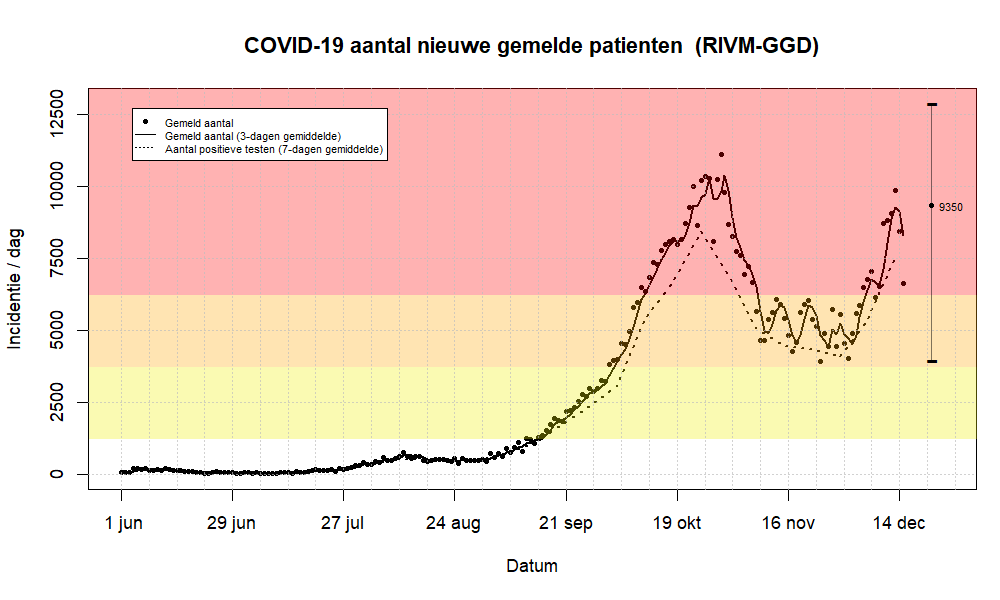 COVID-19 aantal nieuwe gemelde patienten (RIVM-GGD)
Incidentie / dag
12500
10000
7500
5000
2500
0
Gemeld aantal
Gemeld aantal (3-dagen gemiddelde)
Aantal positieve testen (7-dagen gemiddelde)
9350
1 jun
29 jun
27 jul
24 aug
21 sep
19 okt
16 nov
14 dec
Datum